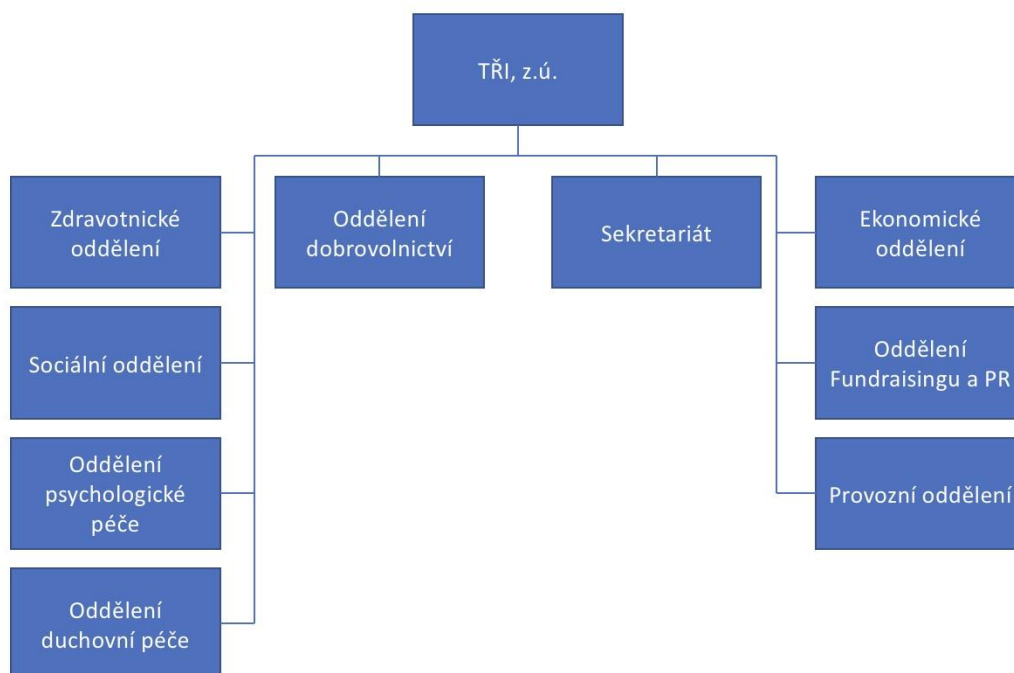 TŘI, z.ú.
Zdravotnické
oddělení
Oddělení
dobrovolnictví
Sekretariát
Ekonomické
oddělení
Sociální oddělení
Oddělení
Fundraisingu a PR
Oddělení
psychologické
péče
Provozní oddělení
Oddělení
duchovní péče